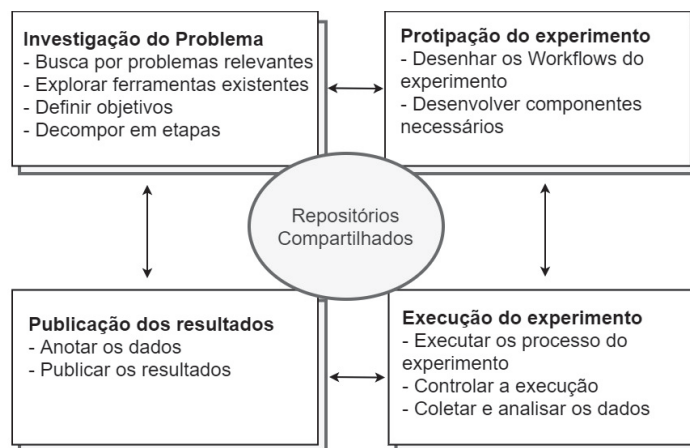 Investigação do Problema
- Busca por problemas relevantes
- Explorar ferramentas existentes
- Definir objetivos
- Decompor em etapas
Protipação do experimento
- Desenhar os Workflows do
experimento
- Desenvolver componentes
necessários
Repositórios
Compartilhados
Publicação dos resultados
- Anotar os dados
- Publicar os resultados
Execução do experimento
- Executar os processo do
experimento
- Controlar a execução
- Coletar e analisar os dados